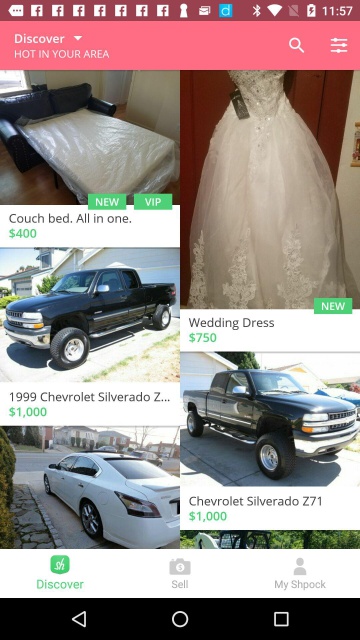 11:57
Discover
HOT IN YOUR AREA
NEW
VIP
Couch bed. All in one.
$400
NEW
Wedding Dress
$750
1999 Chevrolet Silverado Z...
$1,000
Chevrolet Silverado Z71
$1,000
Discover
Sell
My Shpock